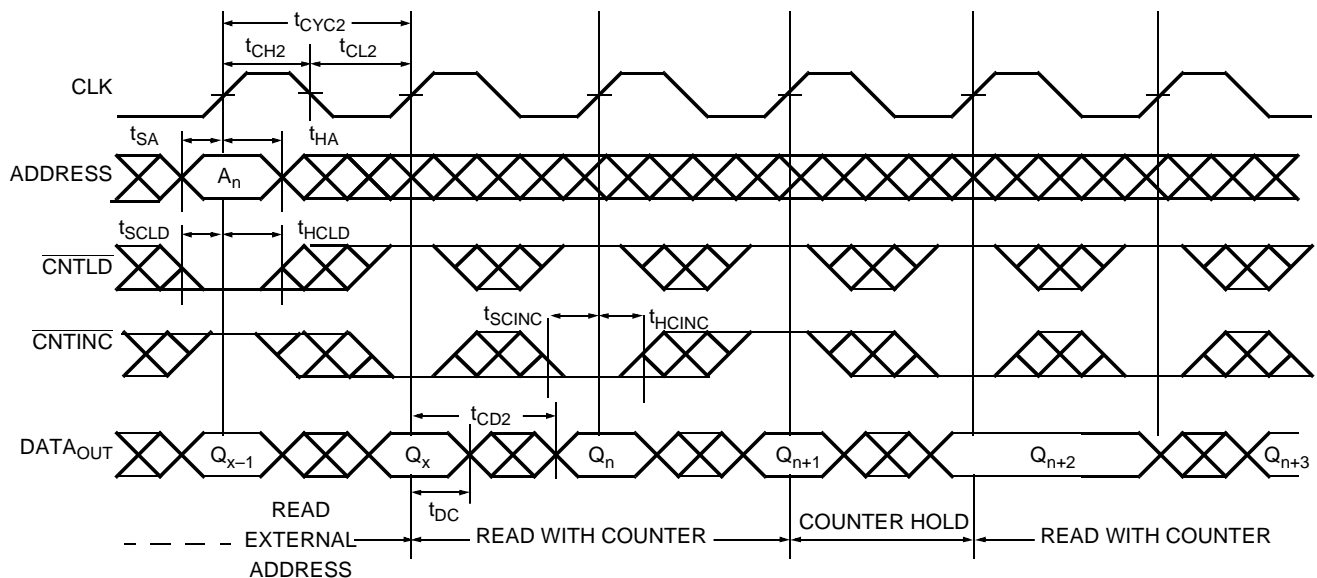 tCYC2
tCH2 tCL2
CLK
tSA tHA
ADDRESS An
tSCLD tHCLD
CNTLD
tSCINC tHCINC
CNTINC
tCD2
DATAOUT Qx–1 Qx Qn Qn+1 Qn+2 Qn+3
tDC
READ
EXTERNAL
ADDRESS
READ WITH COUNTER
COUNTER HOLD
READ WITH COUNTER